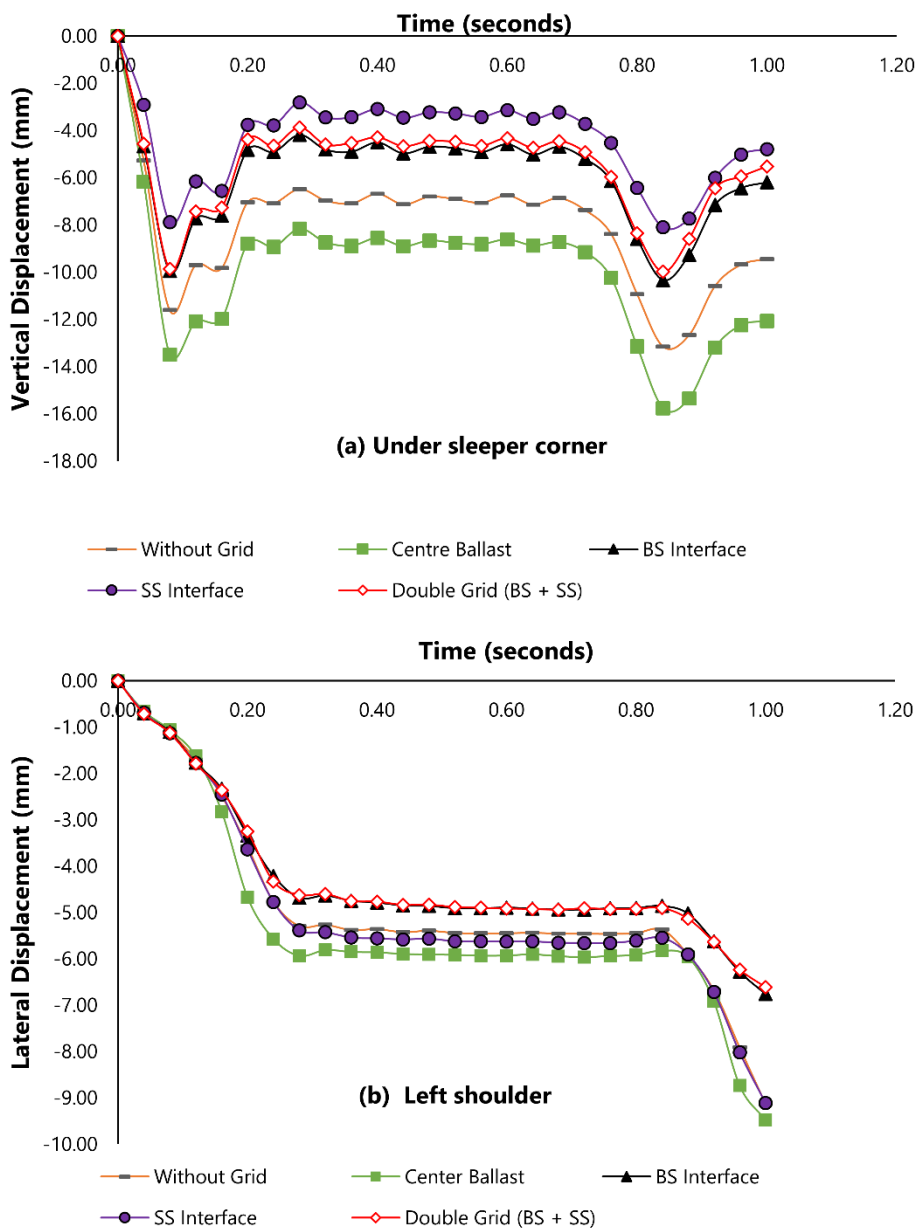 Time (seconds)
0.00
0.00 0.20 0.40 0.60 0.80 1.00 1.20
-2.00
-4.00
-6.00
-8.00
-10.00
-12.00
-14.00
-16.00
-18.00
Vertical Displacement (mm)
(a) Under sleeper corner
Without Grid Centre Ballast BS Interface
SS Interface Double Grid (BS + SS)
Time (seconds)
0.00
0.00 0.20 0.40 0.60 0.80 1.00 1.20
-1.00
-2.00
-3.00
-4.00
-5.00
-6.00
-7.00
-8.00
-9.00
-10.00
Lateral Displacement (mm)
(b) Left shoulder
Without Grid Center Ballast BS Interface
SS Interface Double Grid (BS + SS)